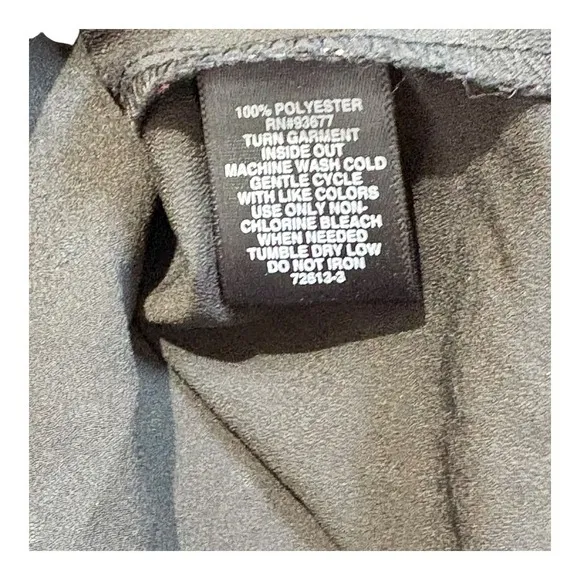 100% POLYESTER
RN#93677
TURN GARMENT
INSIDE OUT
MACHINE WASH COLD
GENTLE CYCLE
WITH LIKE COLORS
USE ONLY NON-
CHLORINE BLEACH
WHEN NEEDED
TUMBLE DRY LOW
DO NOT IRON
72613-3